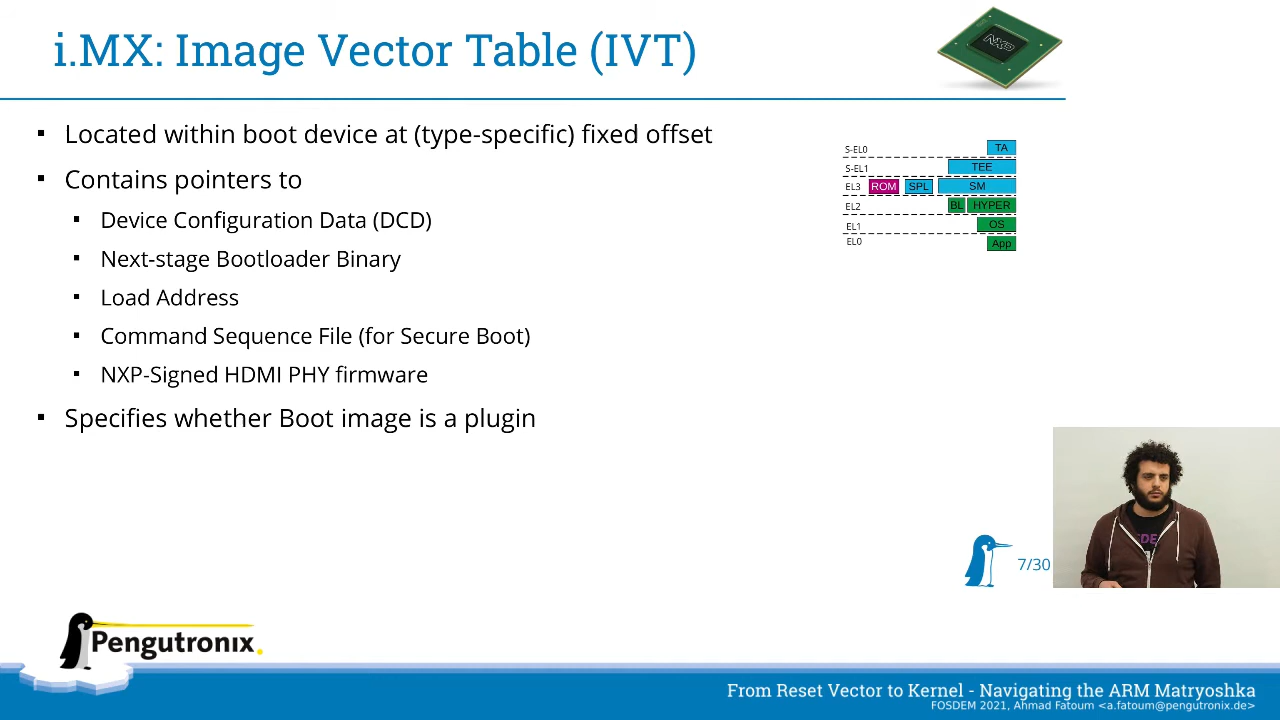 i.MX: Image Vector Table (IVT)
NXP
Located within boot device at (type-specific) fixed offset
Contains pointers to
Device Configuration Data (DCD)
Next-stage Bootloader Binary
Load Address
Command Sequence File (for Secure Boot)
NXP-Signed HDMI PHY firmware
Specifies whether Boot image is a plugin
S-EL0 TA
S-EL1 TEE
EL3 ROM SPL SM
EL2 BL HYPER
EL1 OS
EL0 App
7/30
Pengutronix
From Reset Vector to Kernel - Navigating the ARM Matryoshka
FOSDEM 2021, Ahmad Fatoum <a.fatoum@pengutronix.de>